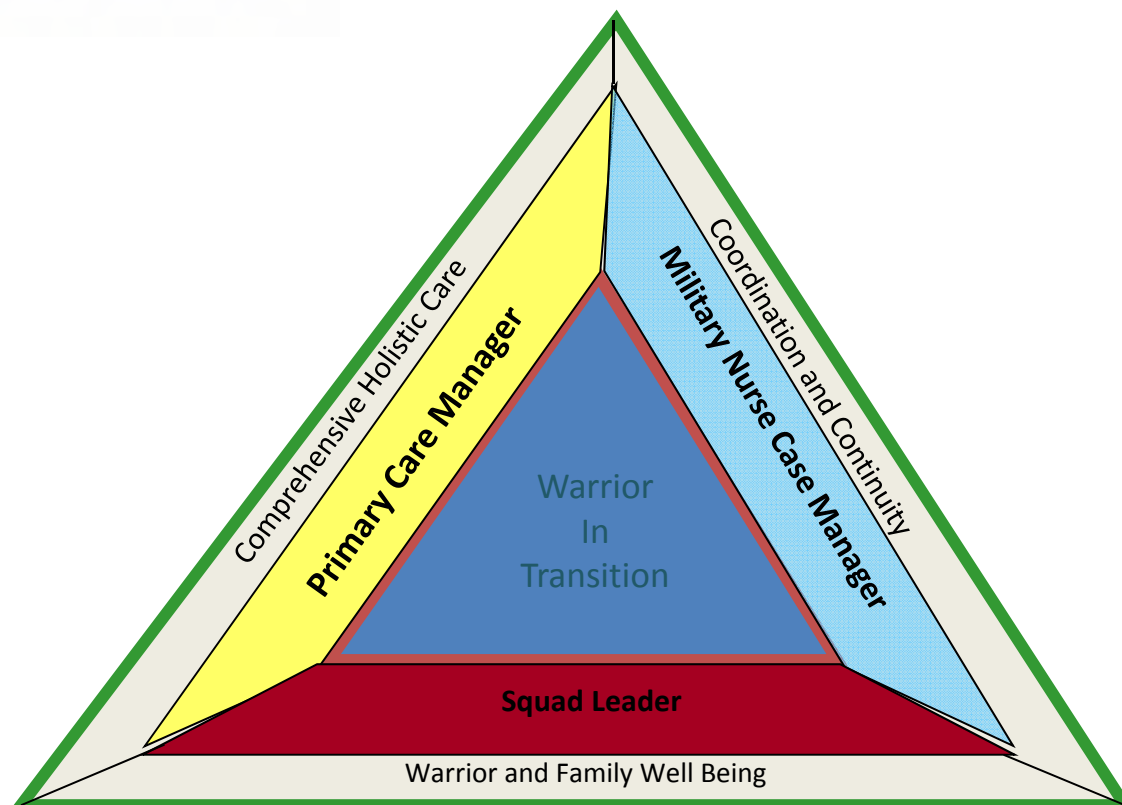 Comprehensive Holistic Care
Primary Care Manager
Coordination and Continuity
Military Nurse Case Manager
Warrior
In
Transition
Squad Leader
Warrior and Family Well Being